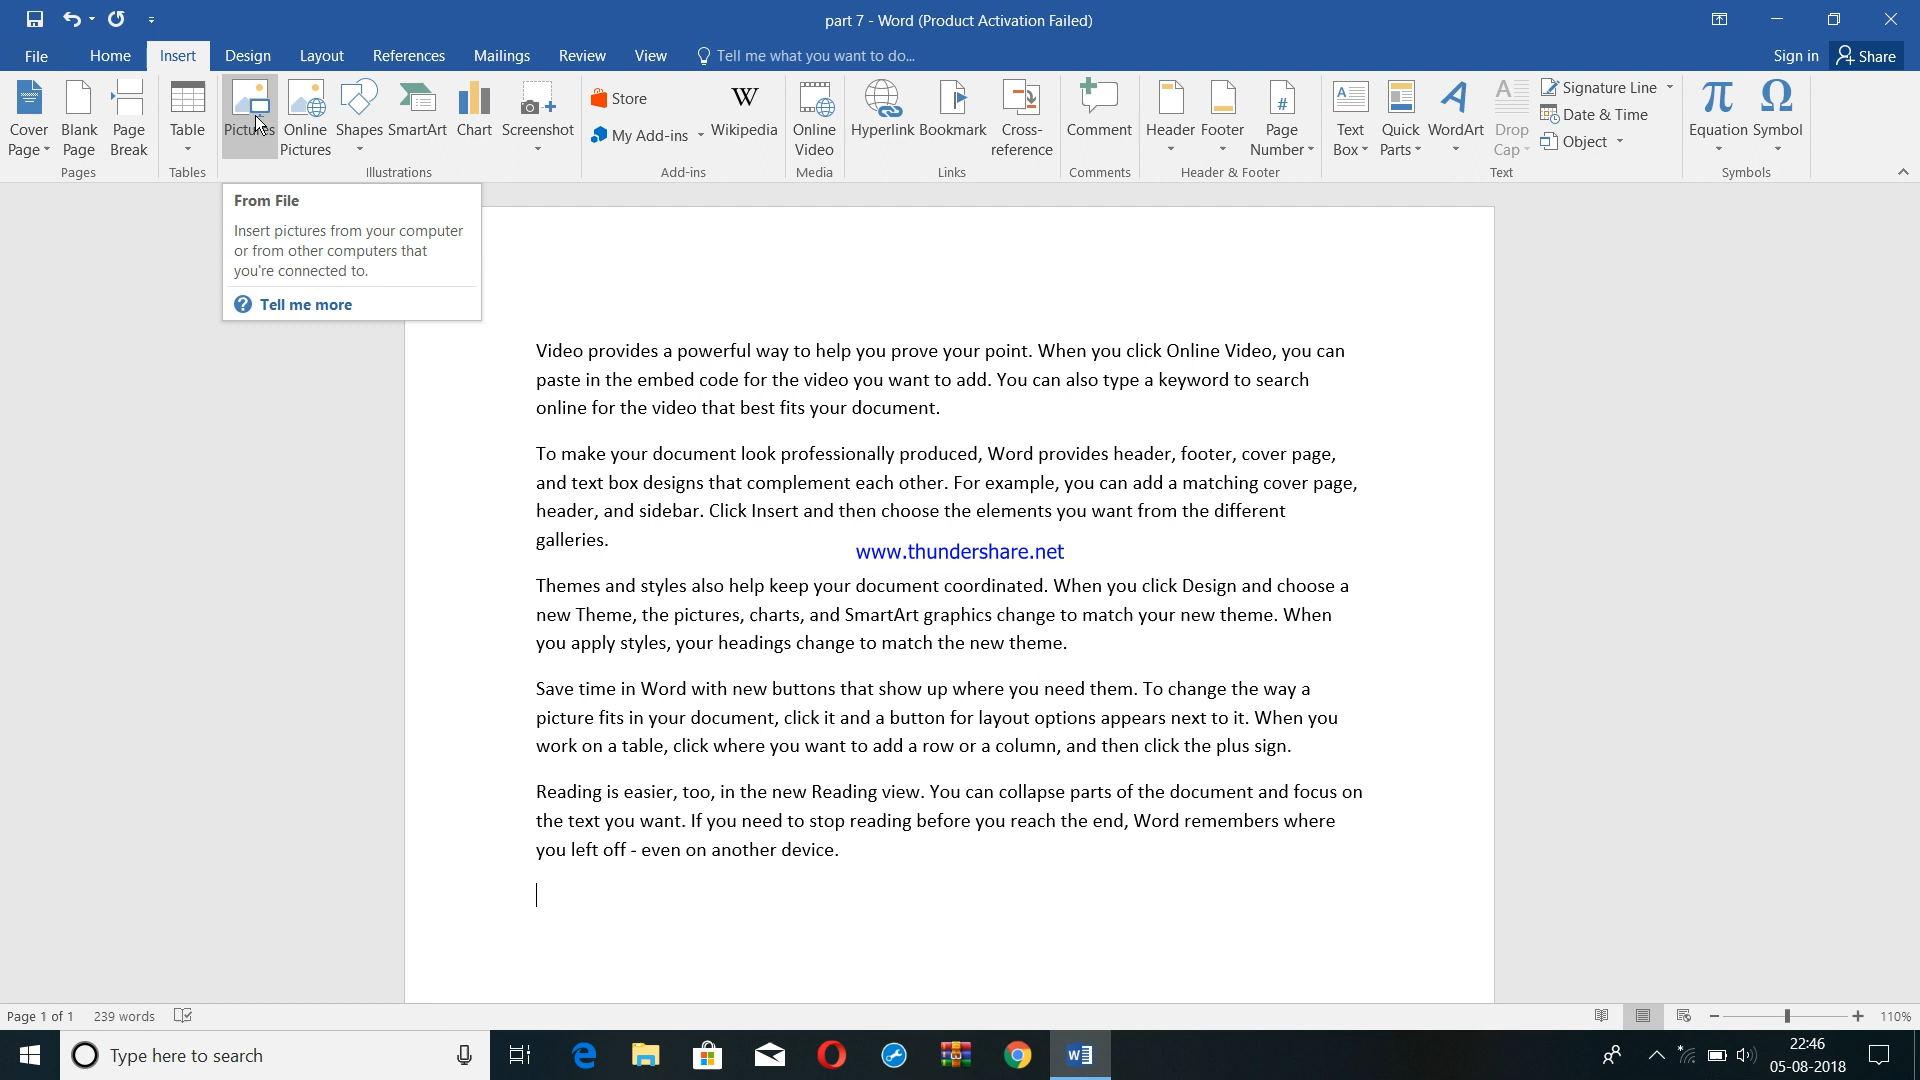 part 7 - Word (Product Activation Failed)
File Home Insert Design Layout References Mailings Review View Tell me what you want to do... Sign in Share
Cover Page
Blank Page
Page Break
Pages
Table
Tables
Pictures
Online Pictures
Shapes
SmartArt
Chart
Screenshot
Illustrations
Store
My Add-ins
W
Wikipedia
Add-ins
Online Video
Media
Hyperlink
Bookmark
Cross-reference
Links
Comment
Comments
Header
Footer
#
Page Number
Header & Footer
A
Text Box
Quick Parts
A
WordArt
A
Drop Cap
Signature Line
Date & Time
Object
Text
π
Equation
Ω
Symbol
Symbols
From File
Insert pictures from your computer
or from other computers that
you're connected to.
? Tell me more
Video provides a powerful way to help you prove your point. When you click Online Video, you can
paste in the embed code for the video you want to add. You can also type a keyword to search
online for the video that best fits your document.
To make your document look professionally produced, Word provides header, footer, cover page,
and text box designs that complement each other. For example, you can add a matching cover page,
header, and sidebar. Click Insert and then choose the elements you want from the different
galleries.
www.thundershare.net
Themes and styles also help keep your document coordinated. When you click Design and choose a
new Theme, the pictures, charts, and SmartArt graphics change to match your new theme. When
you apply styles, your headings change to match the new theme.
Save time in Word with new buttons that show up where you need them. To change the way a
picture fits in your document, click it and a button for layout options appears next to it. When you
work on a table, click where you want to add a row or a column, and then click the plus sign.
Reading is easier, too, in the new Reading view. You can collapse parts of the document and focus on
the text you want. If you need to stop reading before you reach the end, Word remembers where
you left off - even on another device.
Page 1 of 1 239 words 110%
Type here to search
22:46
05-08-2018